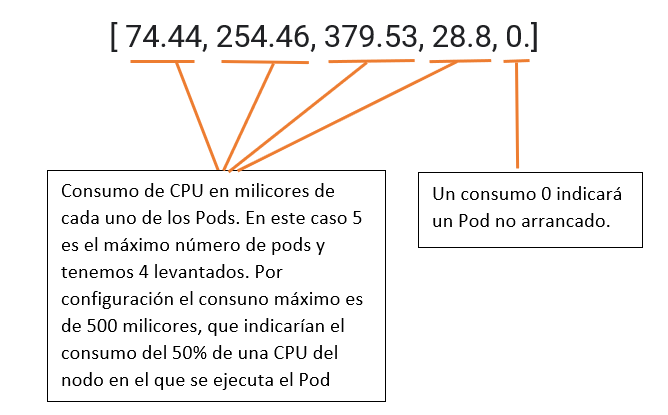 [ 74.44, 254.46, 379.53, 28.8, 0.]
Consumo de CPU en milicores de
cada uno de los Pods. En este caso 5
es el máximo número de pods y
tenemos 4 levantados. Por
configuración el consuno máximo es
de 500 milicores, que indicarían el
consumo del 50% de una CPU del
nodo en el que se ejecuta el Pod
Un consumo 0 indicará
un Pod no arrancado.